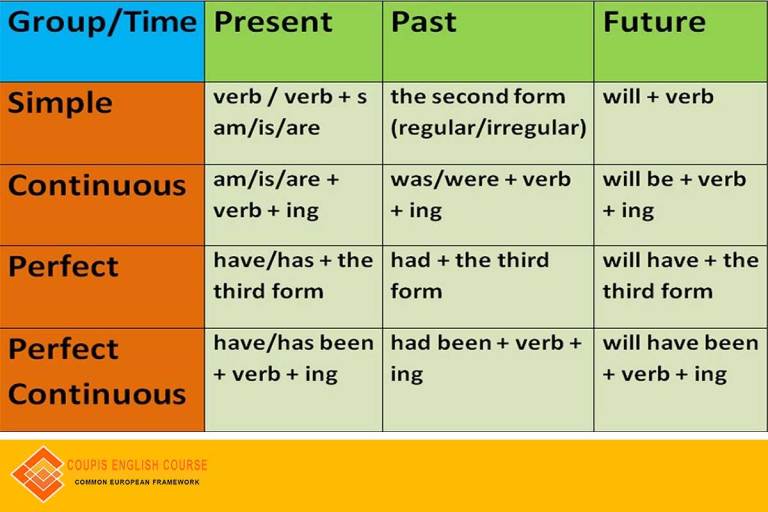 Group/Time Present Past Future
Simple
verb / verb + s
am/is/are
the second form
(regular/irregular)
will + verb
Continuous
am/is/are +
verb + ing
was/were + verb
+ ing
will be + verb
+ ing
Perfect
have/has + the
third form
had + the third
form
will have + the
third form
Perfect
Continuous
have/has been
+ verb + ing
had been + verb +
ing
will have been
+ verb + ing
COUPIS ENGLISH COURSE
COMMON EUROPEAN FRAMEWORK